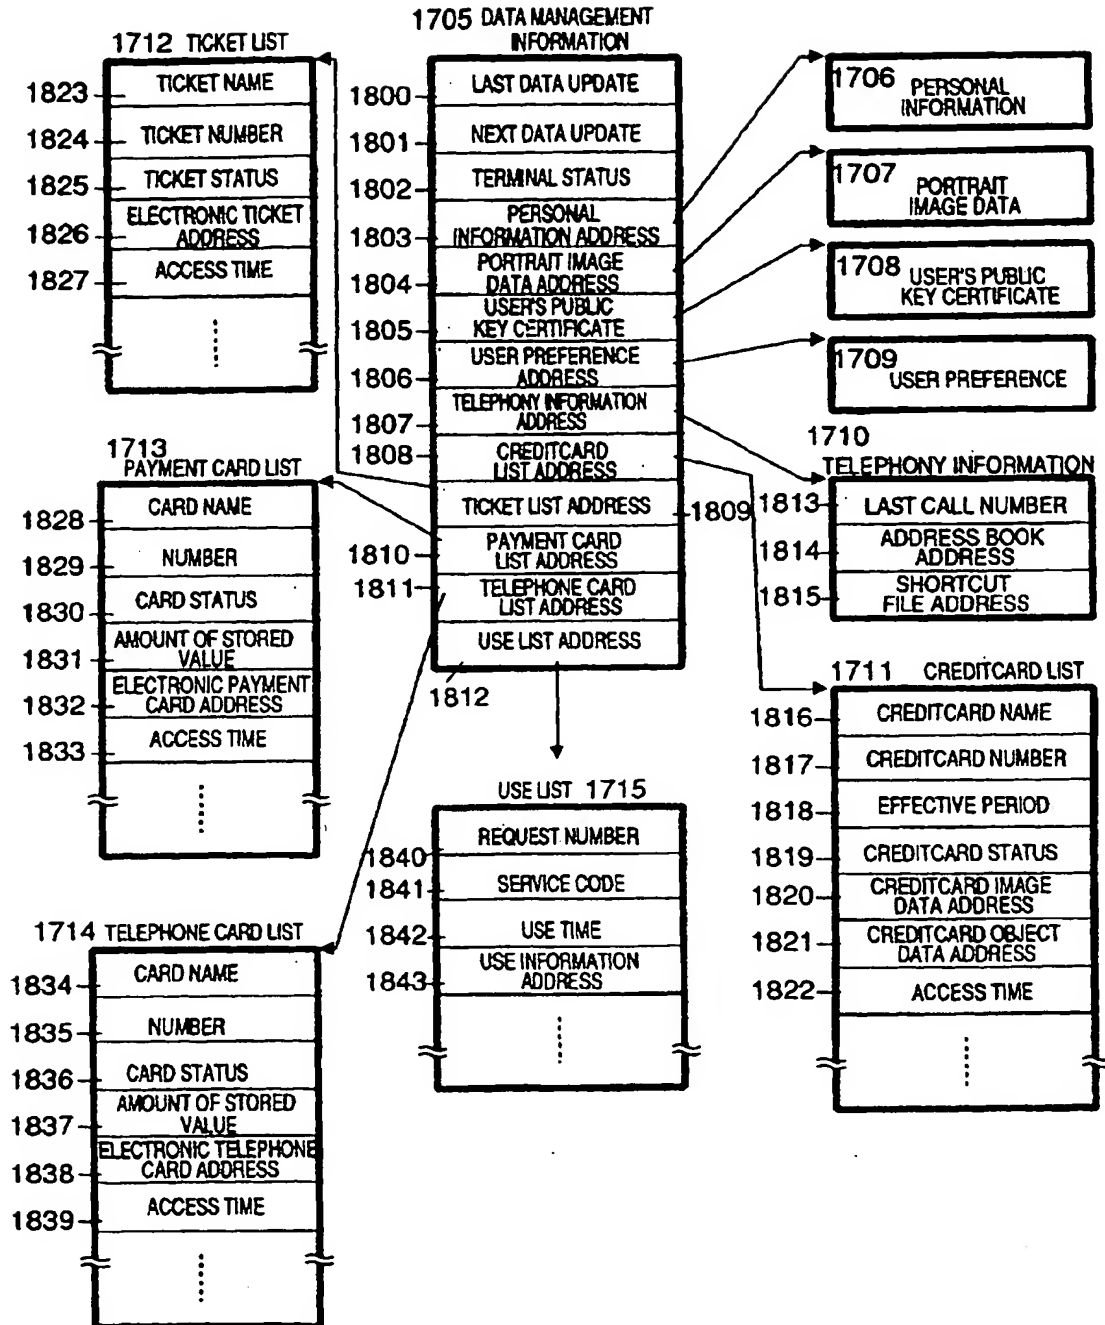 1705 DATA MANAGEMENT
INFORMATION
1800 LAST DATA UPDATE
1801 NEXT DATA UPDATE
1802 TERMINAL STATUS
1803 PERSONAL
INFORMATION ADDRESS
1804 PORTRAIT IMAGE
DATA ADDRESS
1805 USER'S PUBLIC
KEY CERTIFICATE
1806 USER PREFERENCE
ADDRESS
1807 TELEPHONY INFORMATION
ADDRESS
1808 CREDITCARD
LIST ADDRESS
TICKET LIST ADDRESS 1809
1810 PAYMENT CARD
LIST ADDRESS
1811 TELEPHONE CARD
LIST ADDRESS
USE LIST ADDRESS
1812
1712 TICKET LIST
1823 TICKET NAME
1824 TICKET NUMBER
1825 TICKET STATUS
1826 ELECTRONIC TICKET
ADDRESS
1827 ACCESS TIME
1713
PAYMENT CARD LIST
1828 CARD NAME
1829 NUMBER
1830 CARD STATUS
1831 AMOUNT OF STORED
VALUE
1832 ELECTRONIC PAYMENT
CARD ADDRESS
1833 ACCESS TIME
1714 TELEPHONE CARD LIST
1834 CARD NAME
1835 NUMBER
1836 CARD STATUS
1837 AMOUNT OF STORED
VALUE
1838 ELECTRONIC TELEPHONE
CARD ADDRESS
1839 ACCESS TIME
USE LIST 1715
1840 REQUEST NUMBER
1841 SERVICE CODE
1842 USE TIME
1843 USE INFORMATION
ADDRESS
1706 PERSONAL
INFORMATION
1707 PORTRAIT
IMAGE DATA
1708 USER'S PUBLIC
KEY CERTIFICATE
1709 USER PREFERENCE
1710
TELEPHONY INFORMATION
1813 LAST CALL NUMBER
1814 ADDRESS BOOK
ADDRESS
1815 SHORTCUT
FILE ADDRESS
1711 CREDITCARD LIST
1816 CREDITCARD NAME
1817 CREDITCARD NUMBER
1818 EFFECTIVE PERIOD
1819 CREDITCARD STATUS
1820 CREDITCARD IMAGE
DATA ADDRESS
1821 CREDITCARD OBJECT
DATA ADDRESS
1822 ACCESS TIME